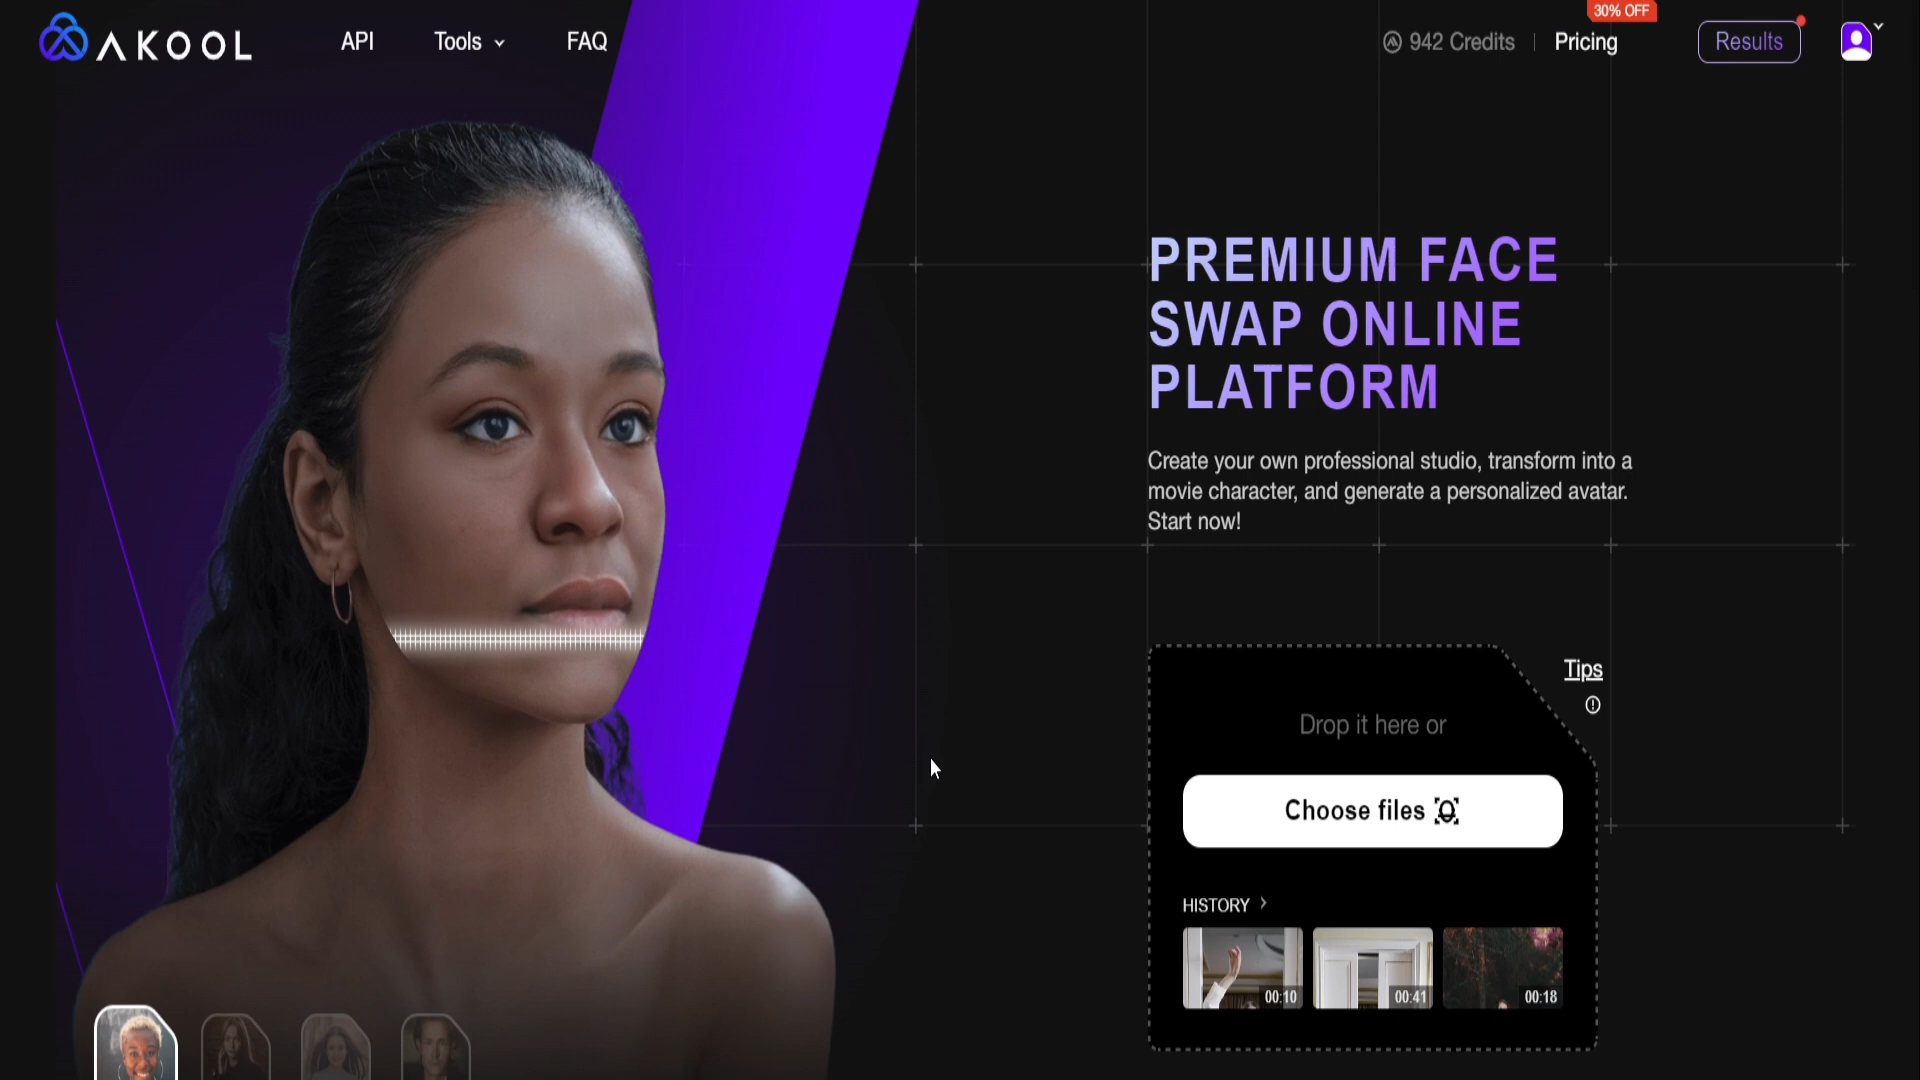 AKOOL
API
Tools
FAQ
942 Credits
Pricing
30% OFF
Results
PREMIUM FACE
SWAP ONLINE
PLATFORM
Create your own professional studio, transform into a
movie character, and generate a personalized avatar.
Start now!
Tips
Drop it here or
Choose files
HISTORY
00:10
00:41
00:18